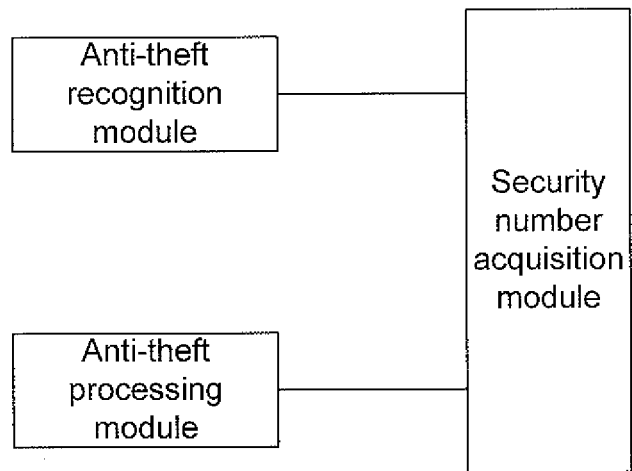 Anti-theft
recognition
module
Security
number
acquisition
module
Anti-theft
processing
module